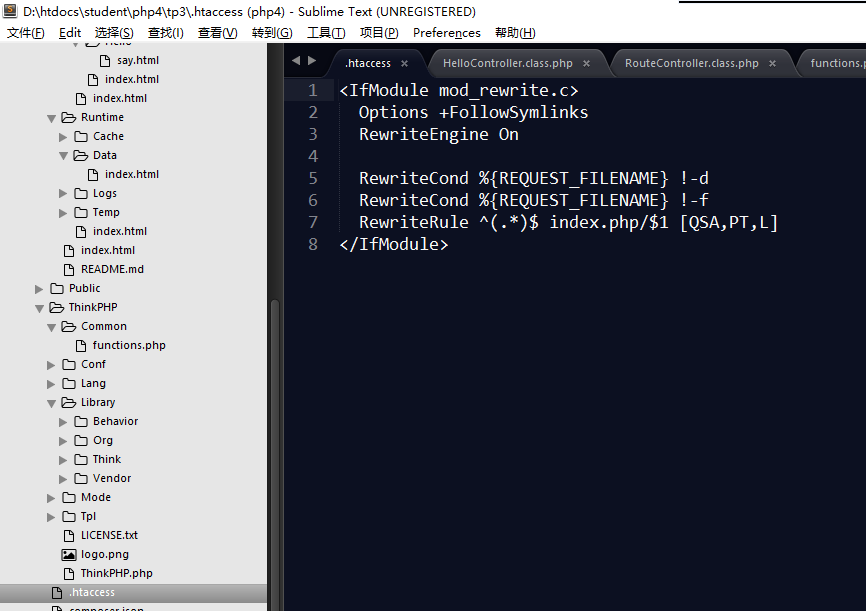 D:\htdocs\student\php4\tp3\.htaccess (php4) - Sublime Text (UNREGISTERED)
文件(F) Edit 选择(S) 查找(I) 查看(V) 转到(G) 工具(T) 项目(P) Preferences 帮助(H)
Hello
say.html
index.html
index.html
Runtime
Cache
Data
index.html
Logs
Temp
index.html
index.html
README.md
Public
ThinkPHP
Common
functions.php
Conf
Lang
Library
Behavior
Org
Think
Vendor
Mode
Tpl
LICENSE.txt
logo.png
ThinkPHP.php
.htaccess
composer.json
.htaccess × HelloController.class.php × RouteController.class.php × functions.p
1 <IfModule mod_rewrite.c>
2 Options +FollowSymlinks
3 RewriteEngine On
4
5 RewriteCond %{REQUEST_FILENAME} !-d
6 RewriteCond %{REQUEST_FILENAME} !-f
7 RewriteRule ^(.*)$ index.php/$1 [QSA,PT,L]
8 </IfModule>